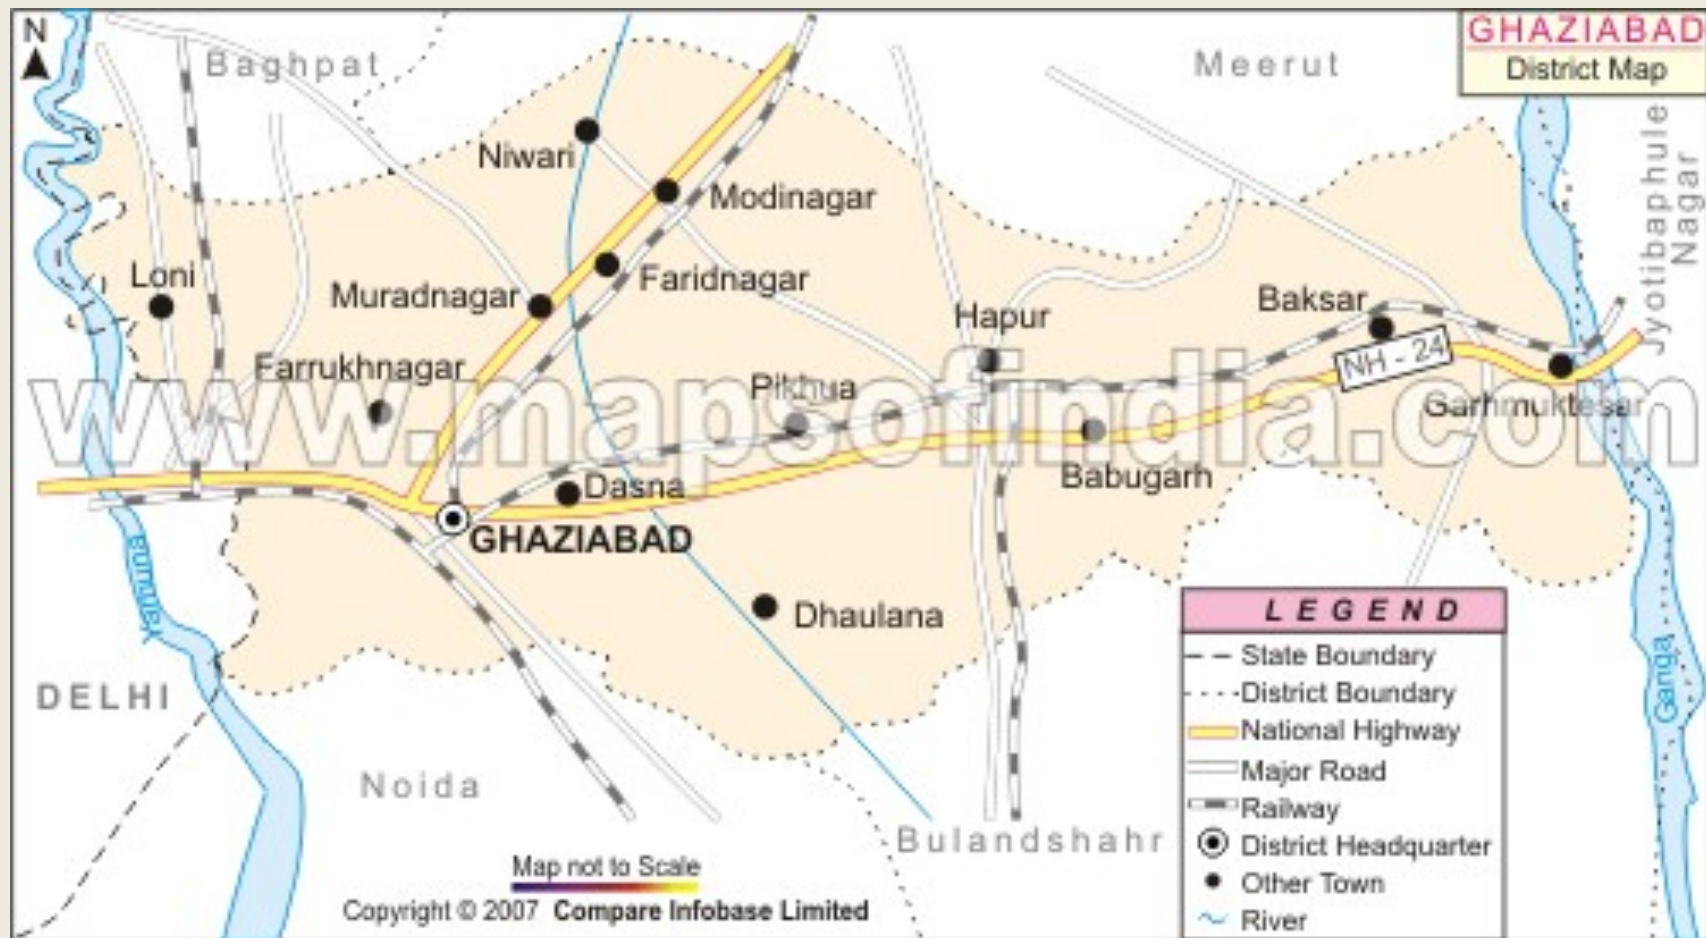 N
GHAZIABAD
District Map
Baghpat
Meerut
Jyotibaphule
Nagar
Niwari
Modinagar
Loni
Muradnagar
Faridnagar
Hapur
Baksar
NH - 24
Farrukhnagar
Pilkhua
Garhmuktesar
www.mapsofindia.com
Dasna
Babugarh
GHAZIABAD
Yamuna
Dhaulana
DELHI
Ganga
Noida
Bulandshahr
LEGEND
State Boundary
District Boundary
National Highway
Major Road
Railway
District Headquarter
Other Town
River
Map not to Scale
Copyright © 2007 Compare Infobase Limited